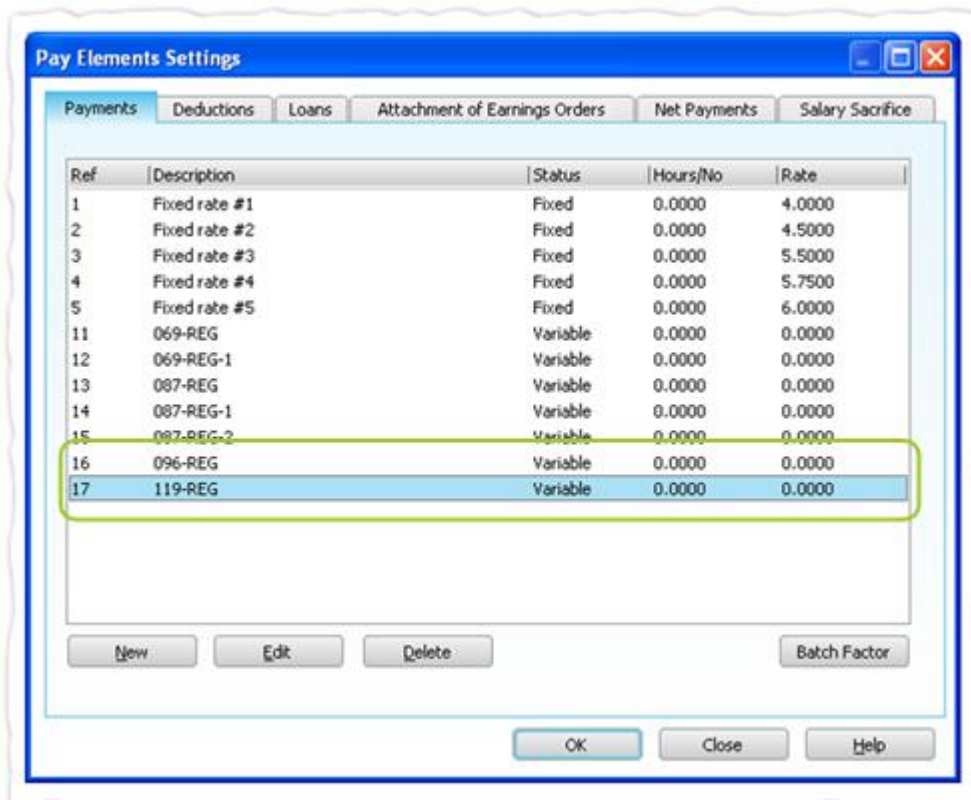 Pay Elements Settings
Payments Deductions Loans Attachment of Earnings Orders Net Payments Salary Sacrifice
Ref Description Status Hours/No Rate
1 Fixed rate #1 Fixed 0.0000 4.0000
2 Fixed rate #2 Fixed 0.0000 4.5000
3 Fixed rate #3 Fixed 0.0000 5.5000
4 Fixed rate #4 Fixed 0.0000 5.7500
5 Fixed rate #5 Fixed 0.0000 6.0000
11 069-REG Variable 0.0000 0.0000
12 069-REG-1 Variable 0.0000 0.0000
13 087-REG Variable 0.0000 0.0000
14 087-REG-1 Variable 0.0000 0.0000
15 087-REG-2 Variable 0.0000 0.0000
16 096-REG Variable 0.0000 0.0000
17 119-REG Variable 0.0000 0.0000
New Edit Delete Batch Factor
OK Close Help